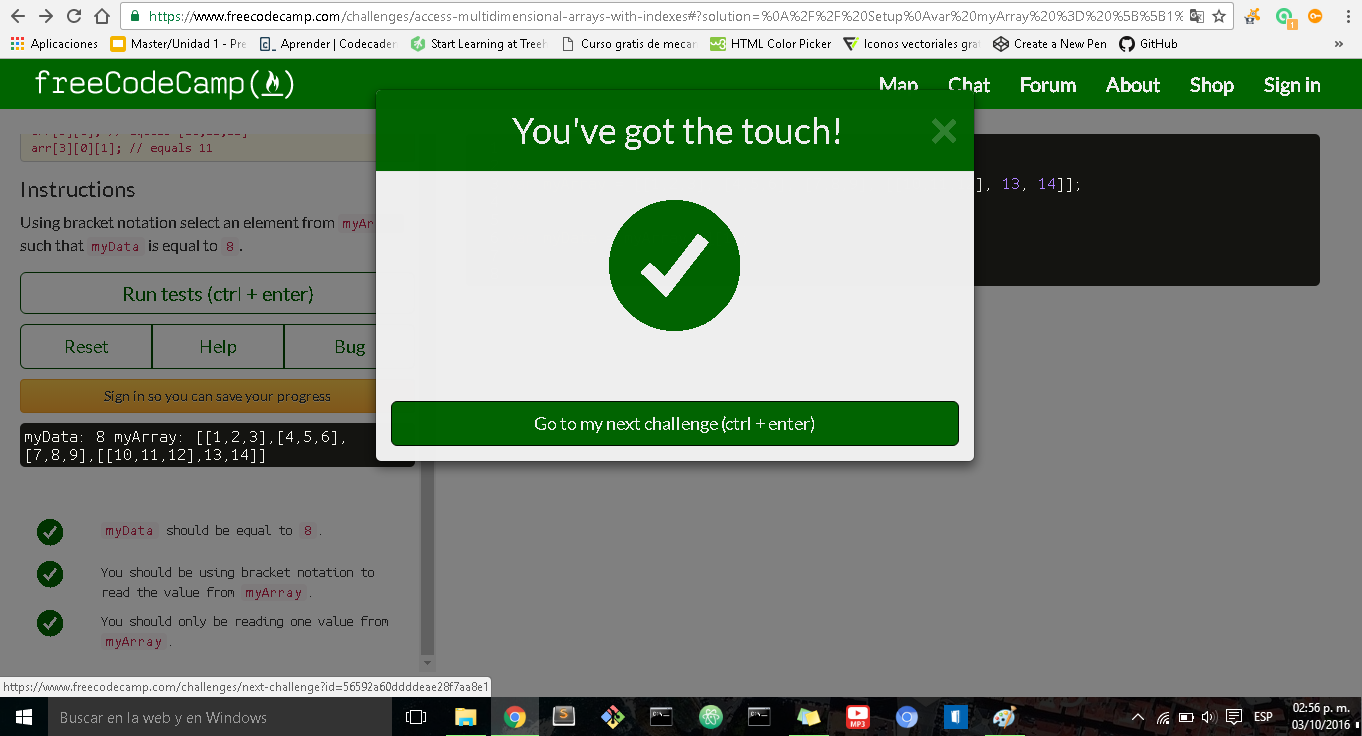 https://www.freecodecamp.com/challenges/access-multidimensional-arrays-with-indexes#?solution=%0A%2F%2F%20Setup%0Avar%20myArray%20%3D%20%5B%5B1%
Aplicaciones Master/Unidad 1 - Pre Aprender | Codecader Start Learning at Treeh Curso gratis de mecar HTML Color Picker Iconos vectoriales gra Create a New Pen GitHub »
freeCodeCamp
Map Chat Forum About Shop Sign in
You've got the touch!
arr[3][0][1]; // equals 11
Instructions
Using bracket notation select an element from myAr
such that myData is equal to 8 .
], 13, 14]];
Run tests (ctrl + enter)
Reset Help Bug
Sign in so you can save your progress
Go to my next challenge (ctrl + enter)
myData: 8 myArray: [[1,2,3],[4,5,6],
[7,8,9],[[10,11,12],13,14]]
myData should be equal to 8 .
You should be using bracket notation to
read the value from myArray .
You should only be reading one value from
myArray .
https://www.freecodecamp.com/challenges/next-challenge?id=56592a60ddddeae28f7aa8e1
Buscar en la web y en Windows
MP3
ESP
02:56 p. m.
03/10/2016